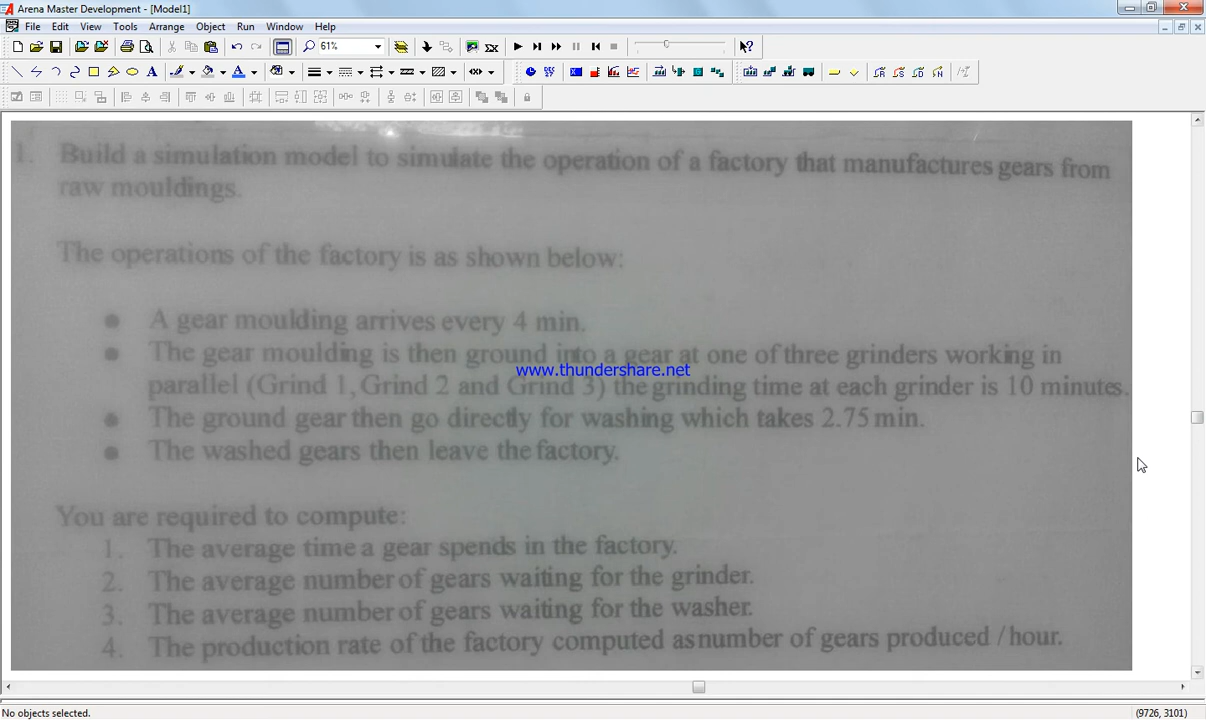 Arena Master Development - [Model1]
File Edit View Tools Arrange Object Run Window Help
61%
1. Build a simulation model to simulate the operation of a factory that manufactures gears from
raw mouldings.
The operations of the factory is as shown below:
● A gear moulding arrives every 4 min.
● The gear moulding is then ground into a gear at one of three grinders working in
www.thundershare.net
parallel (Grind 1, Grind 2 and Grind 3) the grinding time at each grinder is 10 minutes.
● The ground gear then go directly for washing which takes 2.75 min.
● The washed gears then leave the factory.
You are required to compute:
1. The average time a gear spends in the factory.
2. The average number of gears waiting for the grinder.
3. The average number of gears waiting for the washer.
4. The production rate of the factory computed as number of gears produced / hour.
No objects selected. (9726, 3101)